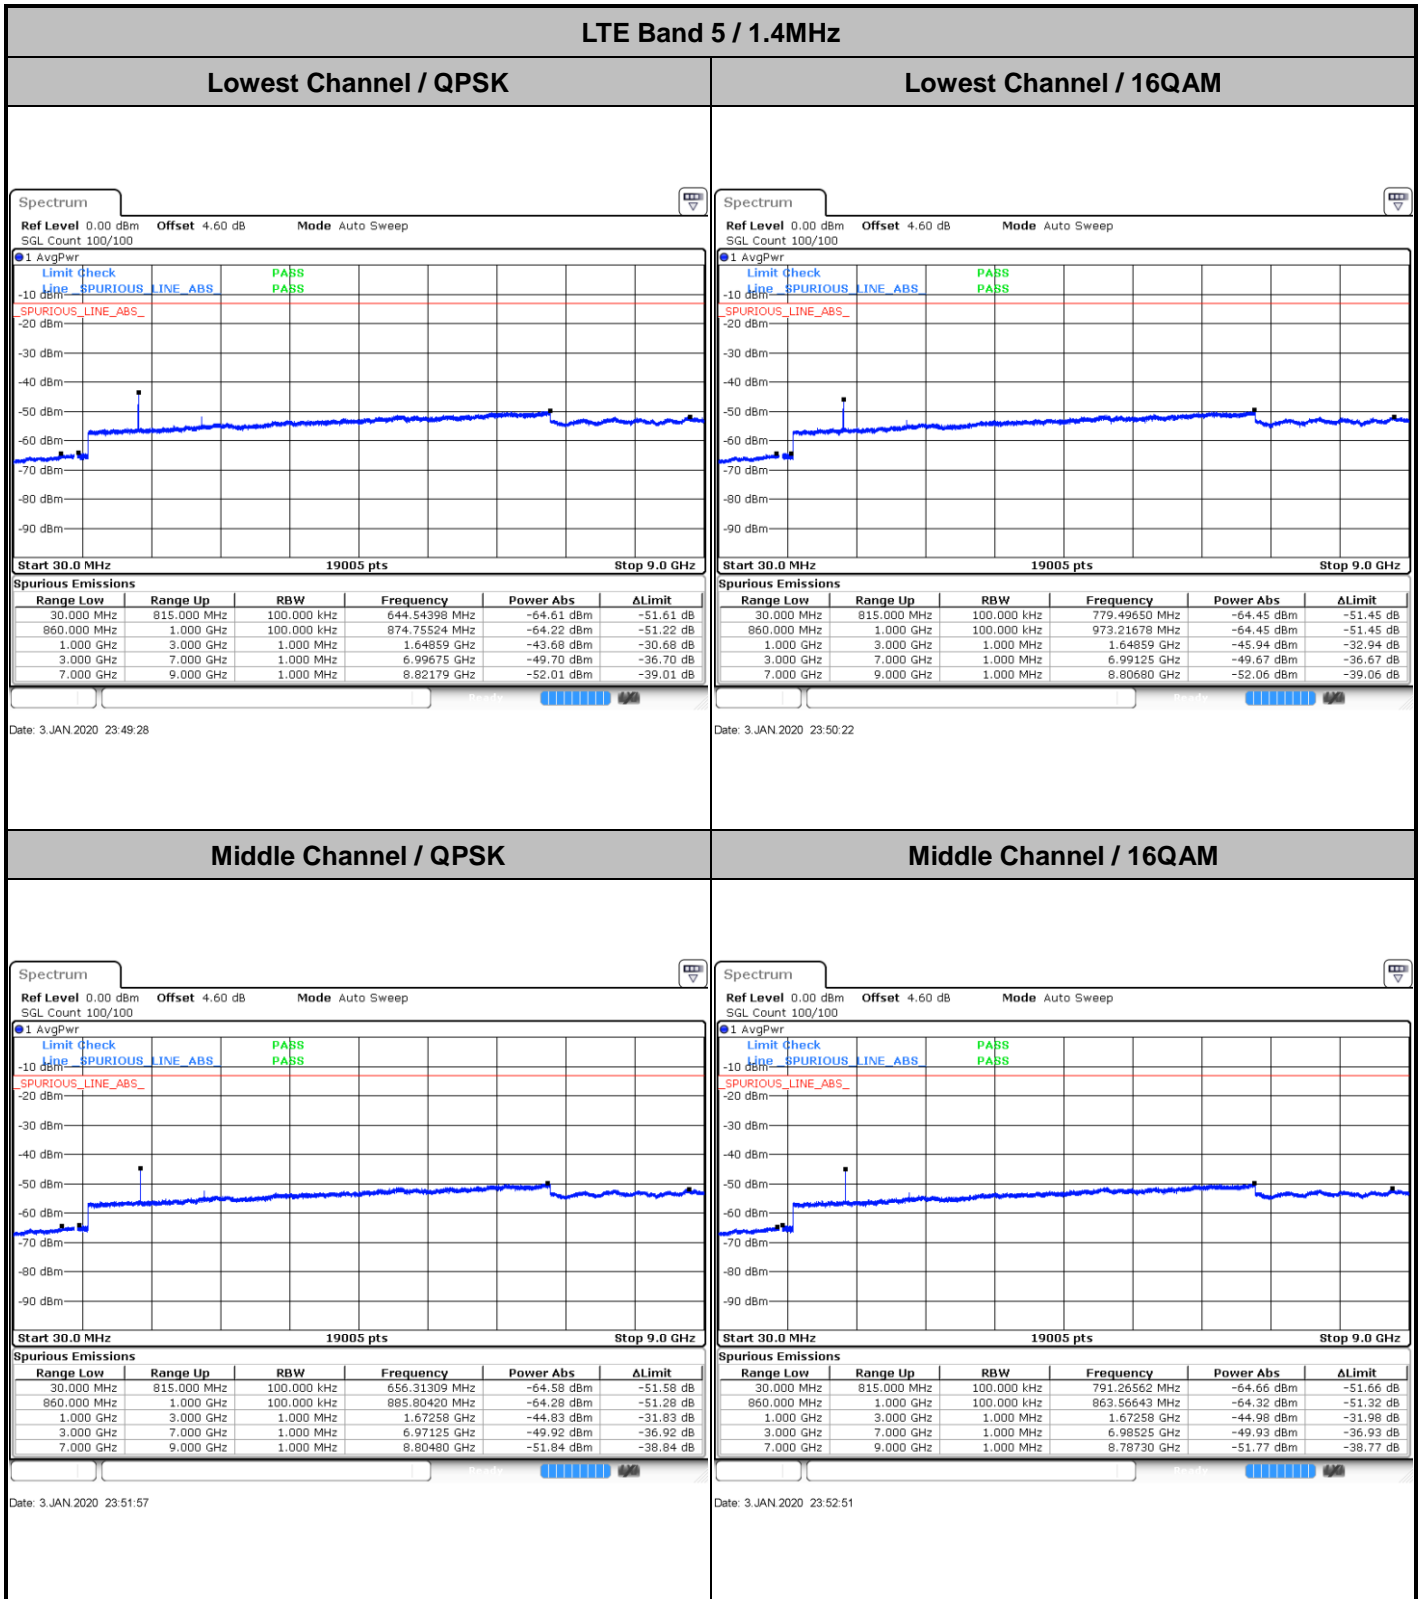 LTE Band 5 / 1.4MHz
Lowest Channel / QPSK
Lowest Channel / 16QAM
Spectrum
Ref Level 0.00 dBm Offset 4.60 dB Mode Auto Sweep
SGL Count 100/100
1 AvgPwr
Limit Check PASS
Line _SPURIOUS_LINE_ABS_ PASS
-10 dBm
_SPURIOUS_LINE_ABS_
-20 dBm
-30 dBm
-40 dBm
-50 dBm
-60 dBm
-70 dBm
-80 dBm
-90 dBm
Start 30.0 MHz 19005 pts Stop 9.0 GHz
Spurious Emissions
Range Low Range Up RBW Frequency Power Abs ΔLimit
30.000 MHz 815.000 MHz 100.000 kHz 644.54398 MHz -64.61 dBm -51.61 dB
860.000 MHz 1.000 GHz 100.000 kHz 874.75524 MHz -64.22 dBm -51.22 dB
1.000 GHz 3.000 GHz 1.000 MHz 1.64859 GHz -43.68 dBm -30.68 dB
3.000 GHz 7.000 GHz 1.000 MHz 6.99675 GHz -49.70 dBm -36.70 dB
7.000 GHz 9.000 GHz 1.000 MHz 8.82179 GHz -52.01 dBm -39.01 dB
Date: 3.JAN.2020 23:49:28
Spectrum
Ref Level 0.00 dBm Offset 4.60 dB Mode Auto Sweep
SGL Count 100/100
1 AvgPwr
Limit Check PASS
Line _SPURIOUS_LINE_ABS_ PASS
-10 dBm
_SPURIOUS_LINE_ABS_
-20 dBm
-30 dBm
-40 dBm
-50 dBm
-60 dBm
-70 dBm
-80 dBm
-90 dBm
Start 30.0 MHz 19005 pts Stop 9.0 GHz
Spurious Emissions
Range Low Range Up RBW Frequency Power Abs ΔLimit
30.000 MHz 815.000 MHz 100.000 kHz 779.49650 MHz -64.45 dBm -51.45 dB
860.000 MHz 1.000 GHz 100.000 kHz 973.21678 MHz -64.45 dBm -51.45 dB
1.000 GHz 3.000 GHz 1.000 MHz 1.64859 GHz -45.94 dBm -32.94 dB
3.000 GHz 7.000 GHz 1.000 MHz 6.99125 GHz -49.67 dBm -36.67 dB
7.000 GHz 9.000 GHz 1.000 MHz 8.80680 GHz -52.06 dBm -39.06 dB
Date: 3.JAN.2020 23:50:22
Middle Channel / QPSK
Middle Channel / 16QAM
Spectrum
Ref Level 0.00 dBm Offset 4.60 dB Mode Auto Sweep
SGL Count 100/100
1 AvgPwr
Limit Check PASS
Line _SPURIOUS_LINE_ABS_ PASS
-10 dBm
_SPURIOUS_LINE_ABS_
-20 dBm
-30 dBm
-40 dBm
-50 dBm
-60 dBm
-70 dBm
-80 dBm
-90 dBm
Start 30.0 MHz 19005 pts Stop 9.0 GHz
Spurious Emissions
Range Low Range Up RBW Frequency Power Abs ΔLimit
30.000 MHz 815.000 MHz 100.000 kHz 656.31309 MHz -64.58 dBm -51.58 dB
860.000 MHz 1.000 GHz 100.000 kHz 885.80420 MHz -64.28 dBm -51.28 dB
1.000 GHz 3.000 GHz 1.000 MHz 1.67258 GHz -44.83 dBm -31.83 dB
3.000 GHz 7.000 GHz 1.000 MHz 6.97125 GHz -49.92 dBm -36.92 dB
7.000 GHz 9.000 GHz 1.000 MHz 8.80480 GHz -51.84 dBm -38.84 dB
Date: 3.JAN.2020 23:51:57
Spectrum
Ref Level 0.00 dBm Offset 4.60 dB Mode Auto Sweep
SGL Count 100/100
1 AvgPwr
Limit Check PASS
Line _SPURIOUS_LINE_ABS_ PASS
-10 dBm
_SPURIOUS_LINE_ABS_
-20 dBm
-30 dBm
-40 dBm
-50 dBm
-60 dBm
-70 dBm
-80 dBm
-90 dBm
Start 30.0 MHz 19005 pts Stop 9.0 GHz
Spurious Emissions
Range Low Range Up RBW Frequency Power Abs ΔLimit
30.000 MHz 815.000 MHz 100.000 kHz 791.26562 MHz -64.66 dBm -51.66 dB
860.000 MHz 1.000 GHz 100.000 kHz 863.56643 MHz -64.32 dBm -51.32 dB
1.000 GHz 3.000 GHz 1.000 MHz 1.67258 GHz -44.98 dBm -31.98 dB
3.000 GHz 7.000 GHz 1.000 MHz 6.98525 GHz -49.93 dBm -36.93 dB
7.000 GHz 9.000 GHz 1.000 MHz 8.78730 GHz -51.77 dBm -38.77 dB
Date: 3.JAN.2020 23:52:51